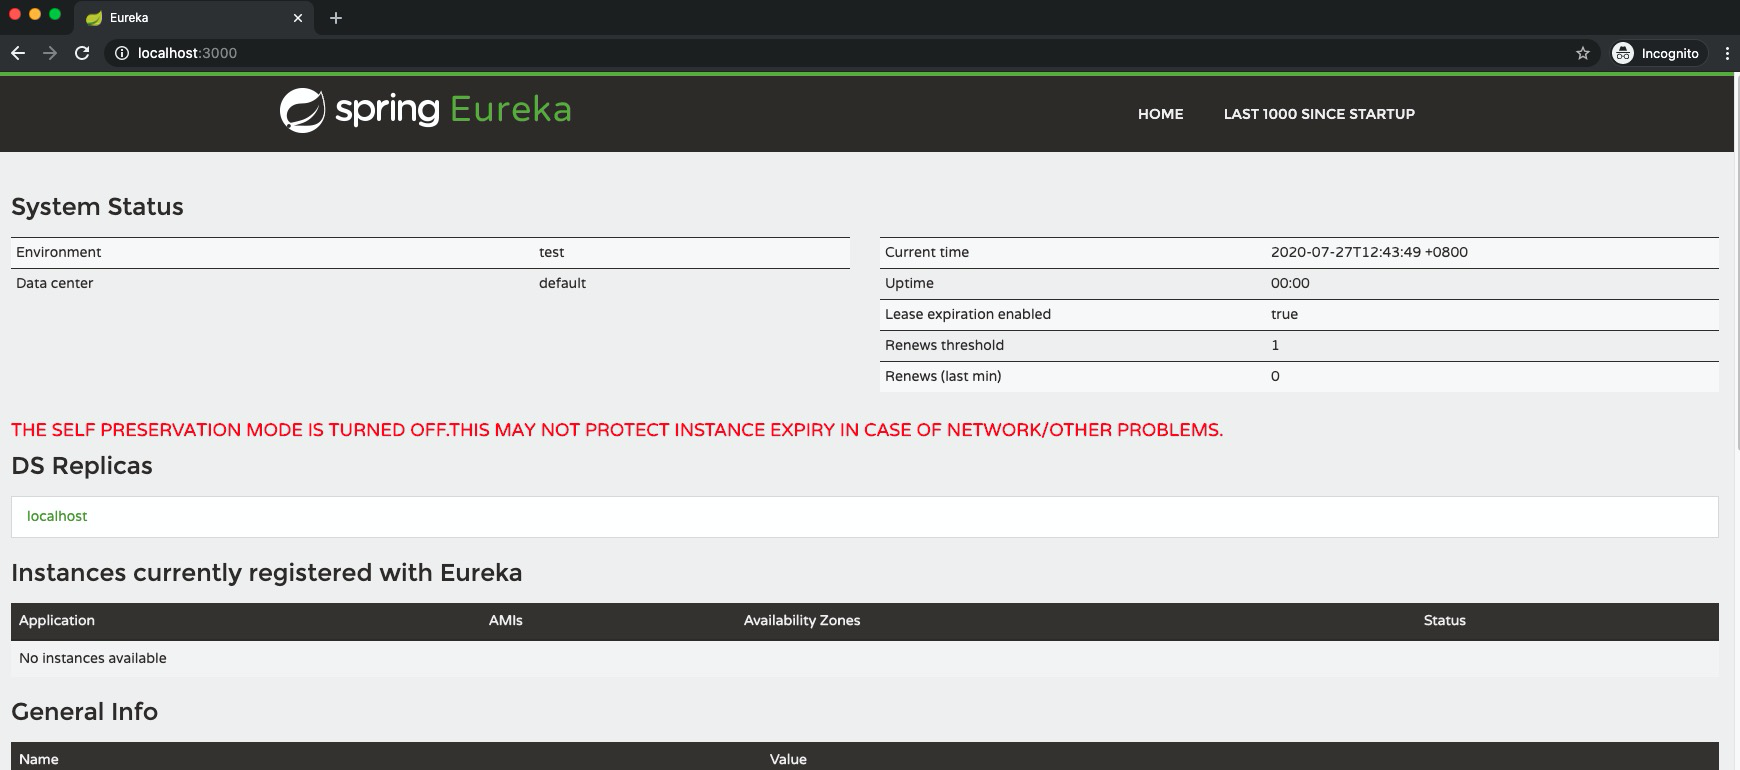 Eureka
localhost:3000
Incognito
spring Eureka
HOME
LAST 1000 SINCE STARTUP
System Status
Environment test
Data center default
Current time 2020-07-27T12:43:49 +0800
Uptime 00:00
Lease expiration enabled true
Renews threshold 1
Renews (last min) 0
THE SELF PRESERVATION MODE IS TURNED OFF.THIS MAY NOT PROTECT INSTANCE EXPIRY IN CASE OF NETWORK/OTHER PROBLEMS.
DS Replicas
localhost
Instances currently registered with Eureka
Application AMIs Availability Zones Status
No instances available
General Info
Name Value